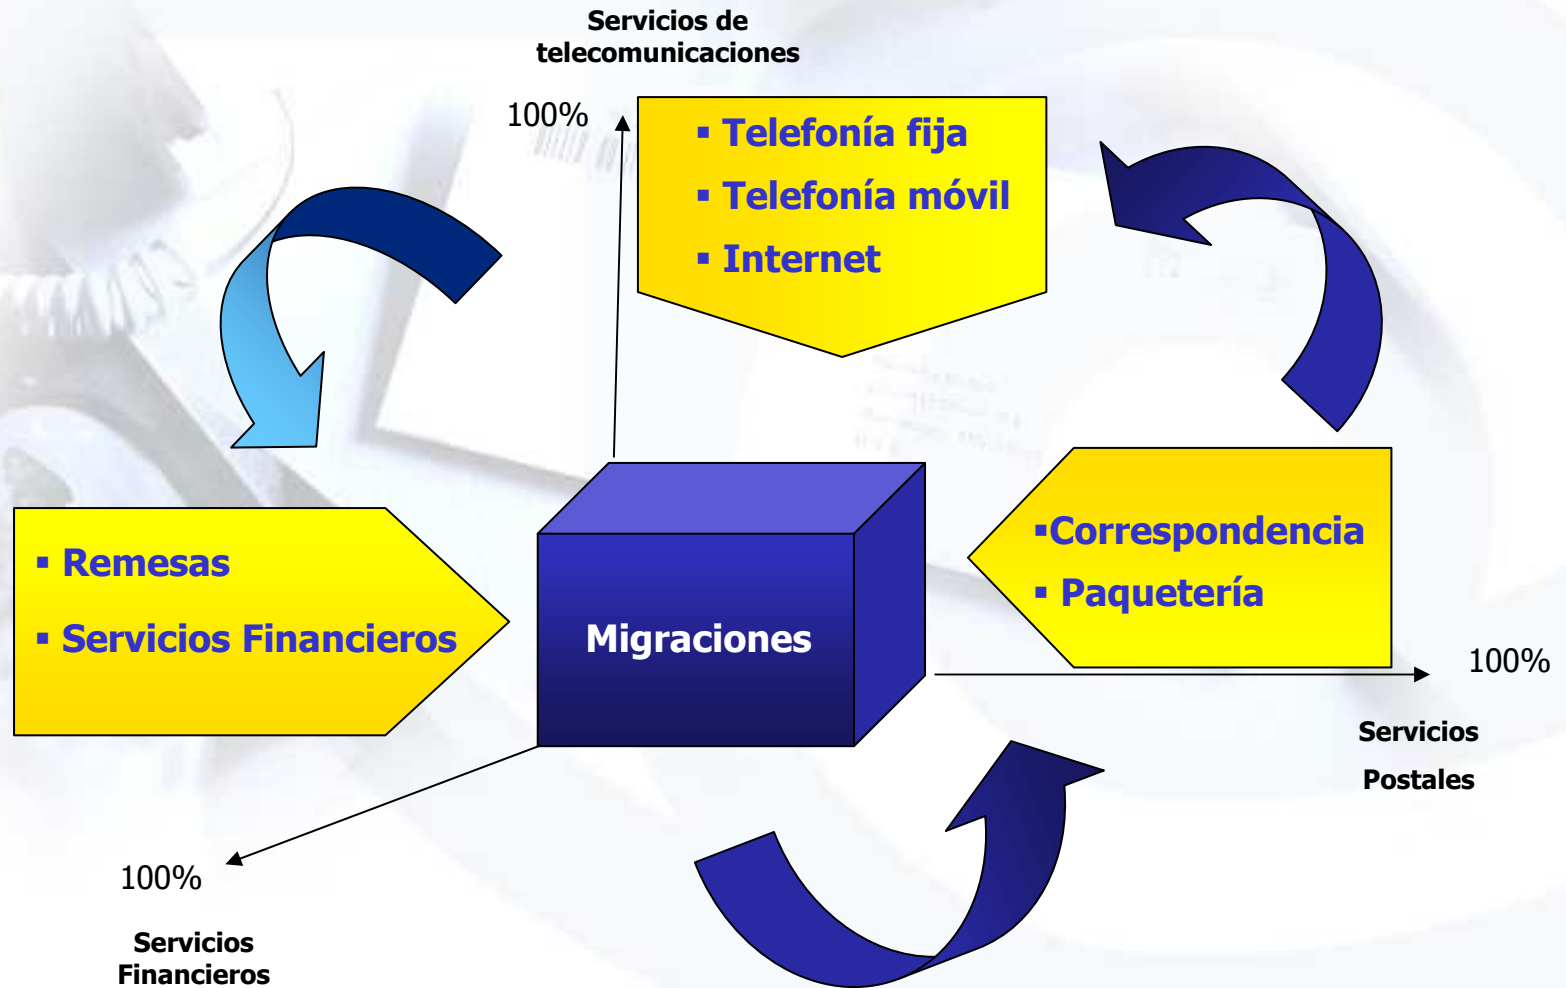 Servicios de
telecomunicaciones
100%
▪ Telefonía fija
▪ Telefonía móvil
▪ Internet
▪ Remesas
▪ Servicios Financieros
Migraciones
▪Correspondencia
▪ Paquetería
100%
Servicios
Postales
100%
Servicios
Financieros